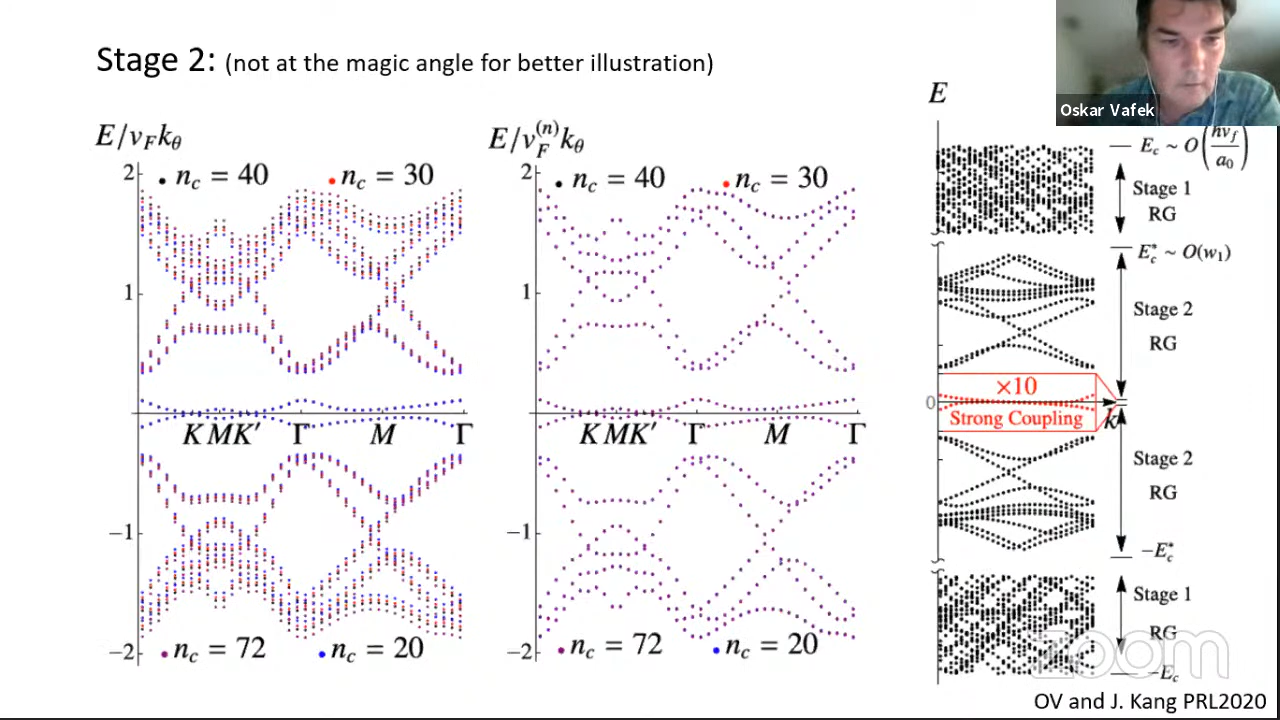 Stage 2: (not at the magic angle for better illustration)
Oskar Vafek
E/v_F k_θ
2
• n_c = 40
• n_c = 30
1
K M K′ Γ M Γ
−1
−2
• n_c = 72
• n_c = 20
E/v_F^(n) k_θ
2
• n_c = 40
• n_c = 30
1
K M K′ Γ M Γ
−1
−2
• n_c = 72
• n_c = 20
E
E_c ~ O(ħv_f/a_0)
Stage 1
RG
E_c^* ~ O(w_1)
Stage 2
RG
×10
0
k
Strong Coupling
Stage 2
RG
−E_c^*
Stage 1
RG
−E_c
zoom
OV and J. Kang PRL2020